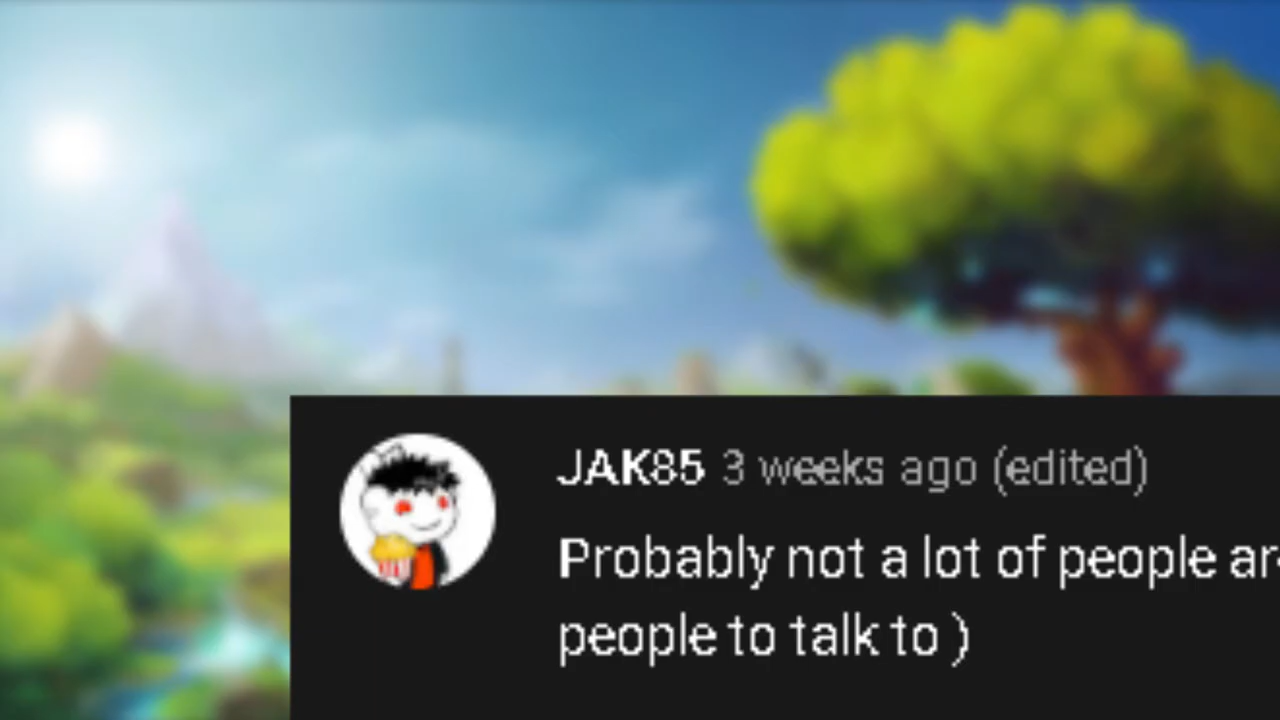 JAK85 3 weeks ago (edited)
Probably not a lot of people
people to talk to )